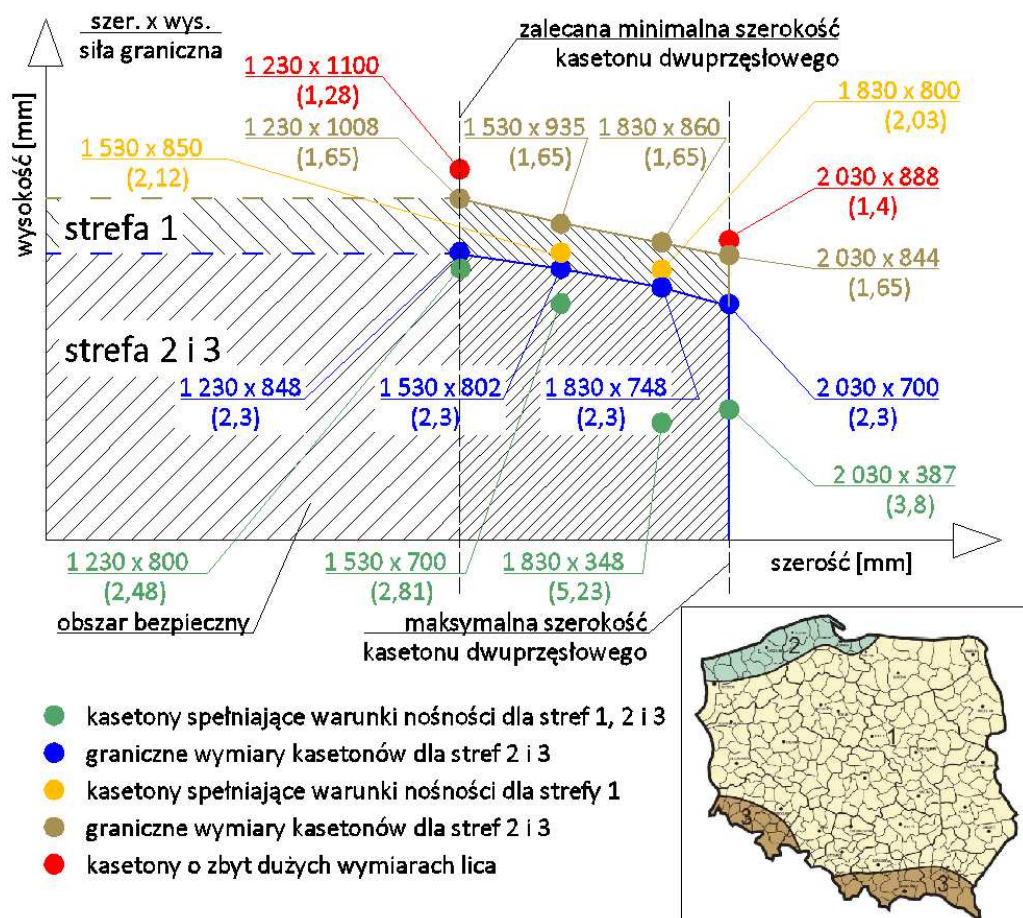 szer. x wys.
siła graniczna
zalecana minimalna szerokość
kasetonu dwuprzęsłowego
wysokość [mm]
1 230 x 1100
(1,28)
1 830 x 800
(2,03)
1 230 x 1008
(1,65)
1 530 x 935
(1,65)
1 830 x 860
(1,65)
1 530 x 850
(2,12)
2 030 x 888
(1,4)
strefa 1
2 030 x 844
(1,65)
strefa 2 i 3
1 230 x 848
(2,3)
1 530 x 802
(2,3)
1 830 x 748
(2,3)
2 030 x 700
(2,3)
2 030 x 387
(3,8)
1 230 x 800
(2,48)
1 530 x 700
(2,81)
1 830 x 348
(5,23)
szerość [mm]
obszar bezpieczny
maksymalna szerokość
kasetonu dwuprzęsłowego
kasetony spełniające warunki nośności dla stref 1, 2 i 3
graniczne wymiary kasetonów dla stref 2 i 3
kasetony spełniające warunki nośności dla strefy 1
graniczne wymiary kasetonów dla stref 2 i 3
kasetony o zbyt dużych wymiarach lica
2
1
3
3